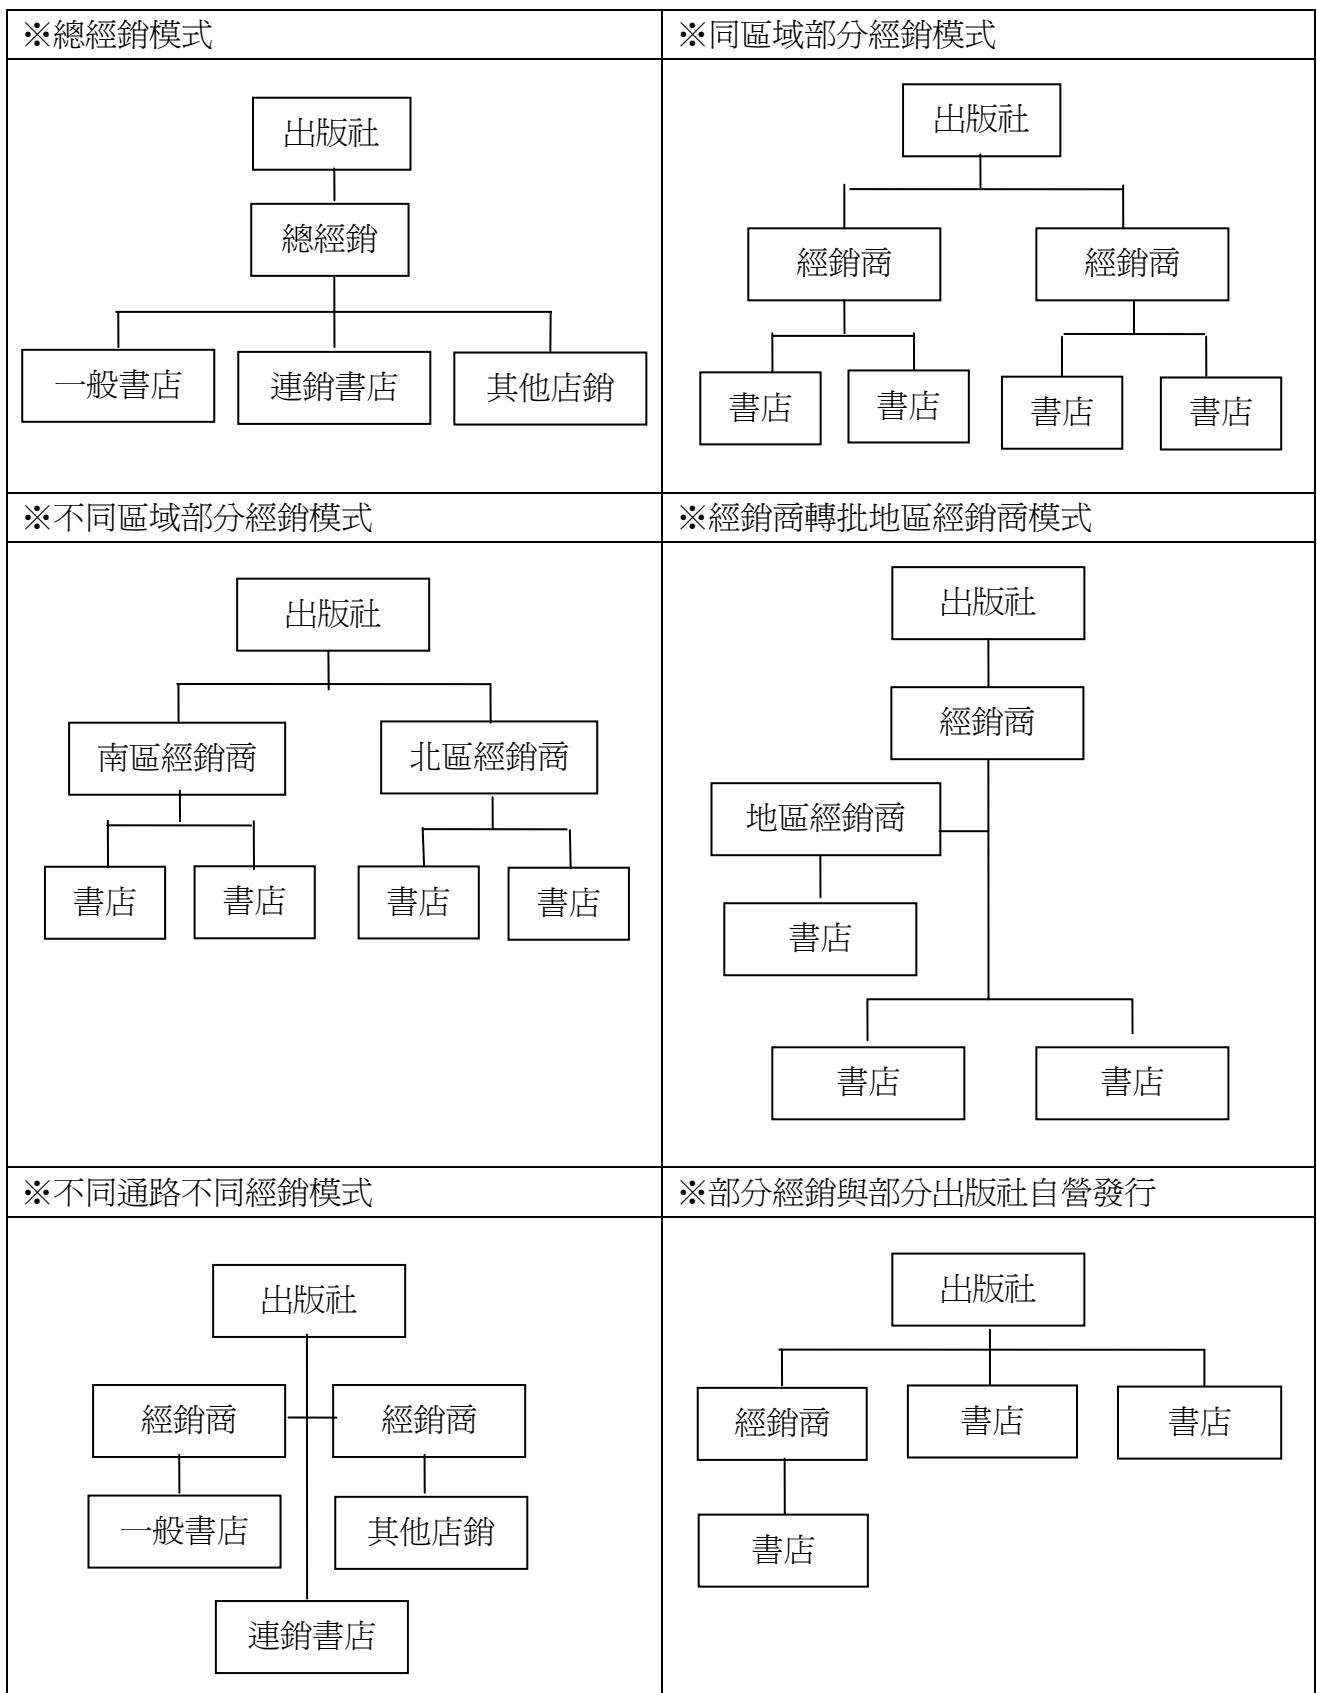 ※總經銷模式
※同區域部分經銷模式
出版社
總經銷
一般書店
連銷書店
其他店銷
出版社
經銷商
經銷商
書店
書店
書店
書店
※不同區域部分經銷模式
※經銷商轉批地區經銷商模式
出版社
南區經銷商
北區經銷商
書店
書店
書店
書店
出版社
經銷商
地區經銷商
書店
書店
書店
※不同通路不同經銷模式
※部分經銷與部分出版社自營發行
出版社
經銷商
經銷商
一般書店
其他店銷
連銷書店
出版社
經銷商
書店
書店
書店